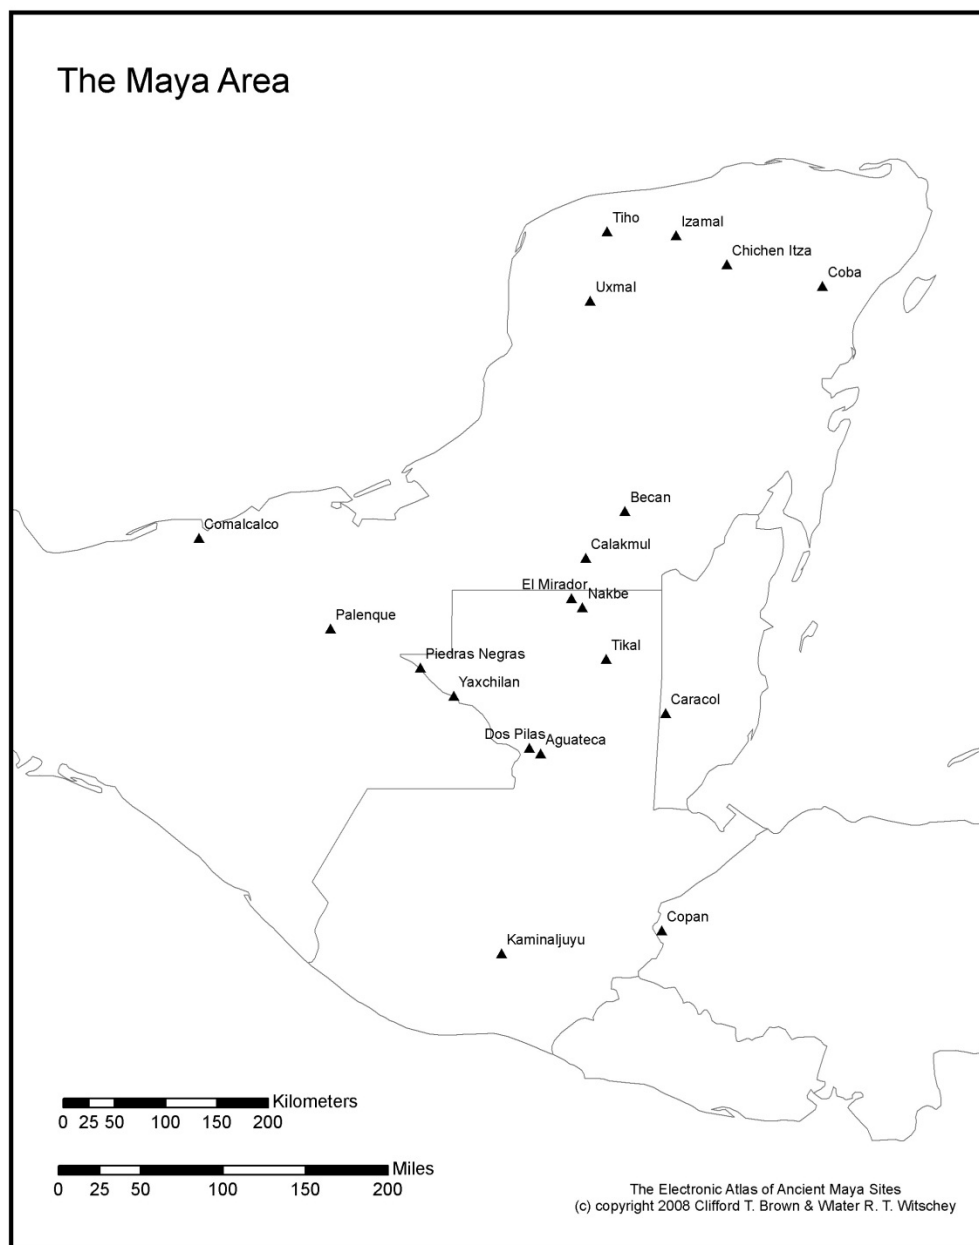 The Maya Area
Tiho
Izamal
Chichen Itza
Coba
Uxmal
Becan
Comalcalco
Calakmul
El Mirador
Nakbe
Palenque
Tikal
Piedras Negras
Yaxchilan
Caracol
Dos Pilas
Aguateca
Copan
Kaminaljuyu
Kilometers
0 25 50 100 150 200
Miles
0 25 50 100 150 200
The Electronic Atlas of Ancient Maya Sites
(c) copyright 2008 Clifford T. Brown & Wlater R. T. Witschey